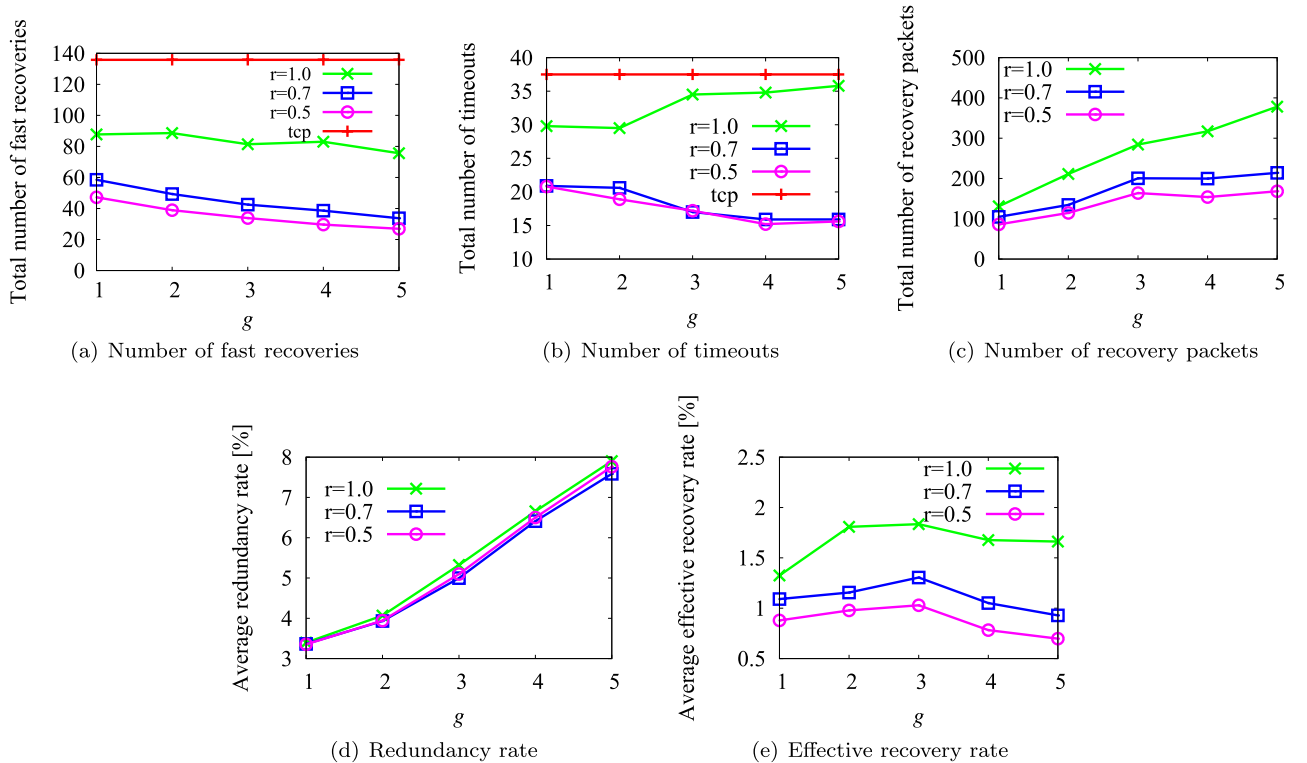 Total number of fast recoveries
140
120
100
80
60
40
20
0
r=1.0
r=0.7
r=0.5
tcp
1 2 3 4 5
g
(a) Number of fast recoveries
Total number of timeouts
40
35
30
25
20
15
10
r=1.0
r=0.7
r=0.5
tcp
1 2 3 4 5
g
(b) Number of timeouts
Total number of recovery packets
500
400
300
200
100
0
r=1.0
r=0.7
r=0.5
1 2 3 4 5
g
(c) Number of recovery packets
Average redundancy rate [%]
8
7
6
5
4
3
r=1.0
r=0.7
r=0.5
1 2 3 4 5
g
(d) Redundancy rate
Average effective recovery rate [%]
2.5
2
1.5
1
0.5
r=1.0
r=0.7
r=0.5
1 2 3 4 5
g
(e) Effective recovery rate